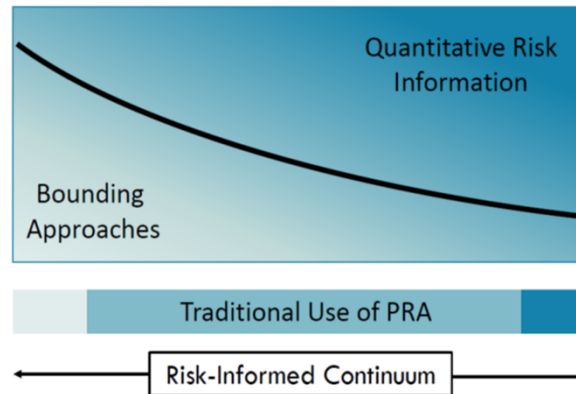 Quantitative Risk
Information
Bounding
Approaches
Traditional Use of PRA
Risk-Informed Continuum